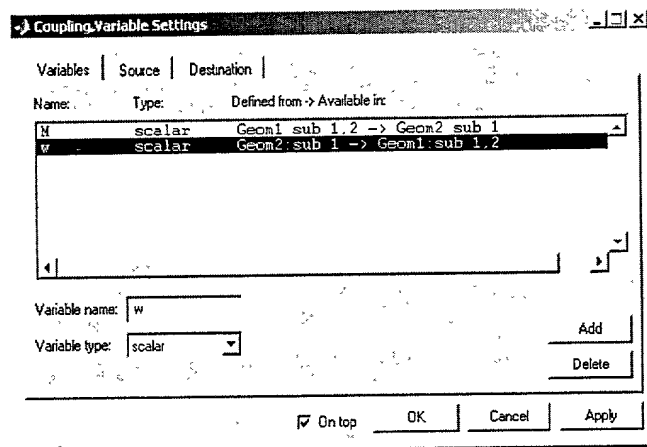 Coupling Variable Settings
Variables Source Destination
Name: Type: Defined from -> Available in:
M scalar Geom1 sub 1,2 -> Geom2 sub 1
w scalar Geom2:sub 1 -> Geom1:sub 1,2
Variable name: w
Add
Variable type: scalar
Delete
On top OK Cancel Apply